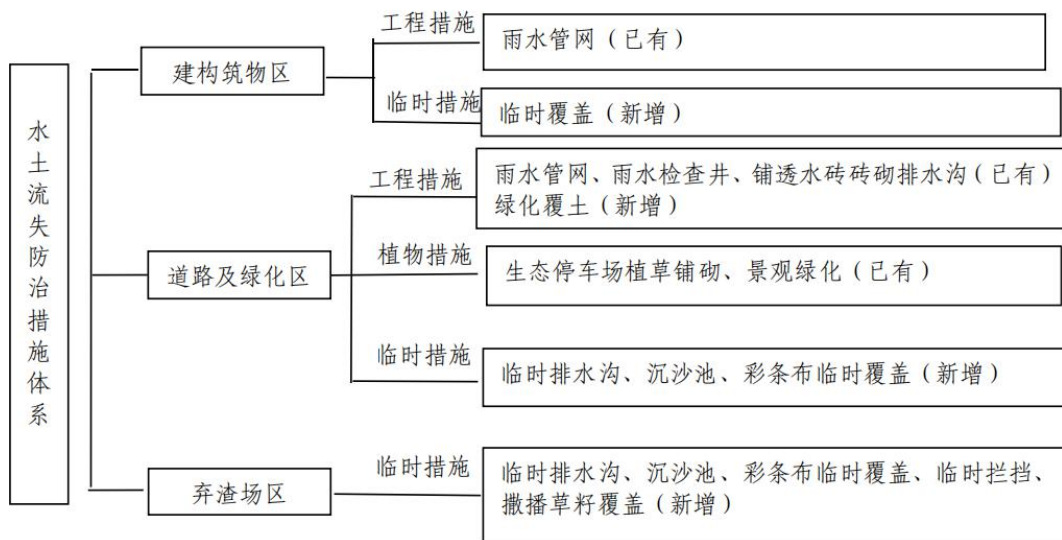 水土流失防治措施体系
建构筑物区
工程措施
雨水管网（已有）
临时措施
临时覆盖（新增）
道路及绿化区
工程措施
雨水管网、雨水检查井、铺透水砖砖砌排水沟（已有）
绿化覆土（新增）
植物措施
生态停车场植草铺砌、景观绿化（已有）
临时措施
临时排水沟、沉沙池、彩条布临时覆盖（新增）
弃渣场区
临时措施
临时排水沟、沉沙池、彩条布临时覆盖、临时拦挡、
撒播草籽覆盖（新增）